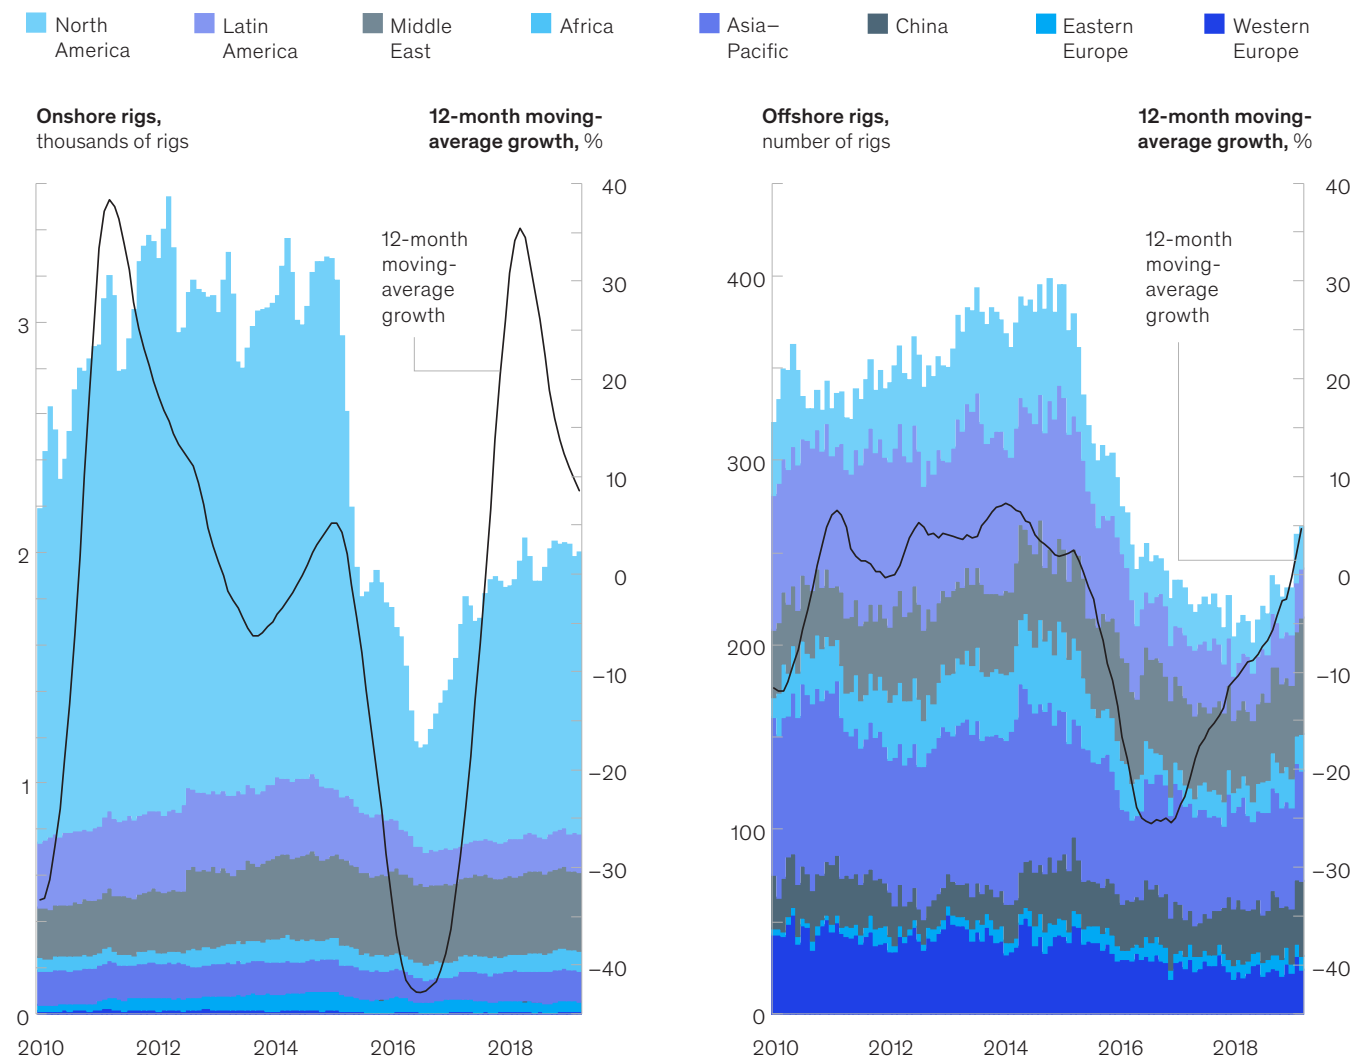 North
America
Latin
America
Middle
East
Africa
Asia–
Pacific
China
Eastern
Europe
Western
Europe
Onshore rigs,
thousands of rigs
12-month moving-
average growth, %
40
30
20
10
0
–10
–20
–30
–40
3
2
1
0
12-month
moving-
average
growth
2010
2012
2014
2016
2018
Offshore rigs,
number of rigs
12-month moving-
average growth, %
400
300
200
100
0
12-month
moving-
average
growth
40
30
20
10
0
–10
–20
–30
–40
2010
2012
2014
2016
2018